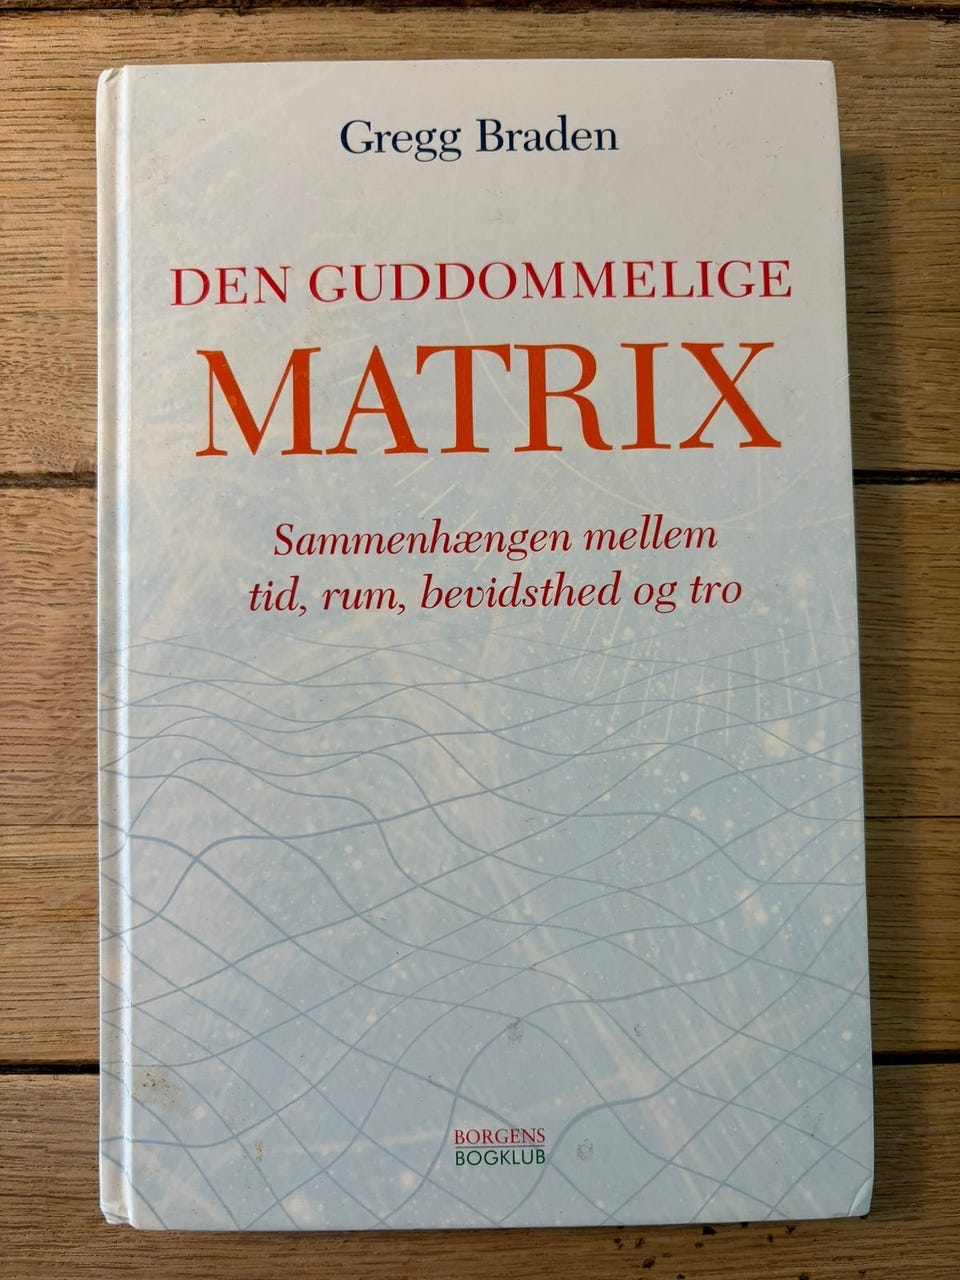 Gregg Braden
DEN GUDDOMMELIGE
MATRIX
Sammenhængen mellem
tid, rum, bevidsthed og tro
BORGENS
BOGKLUB